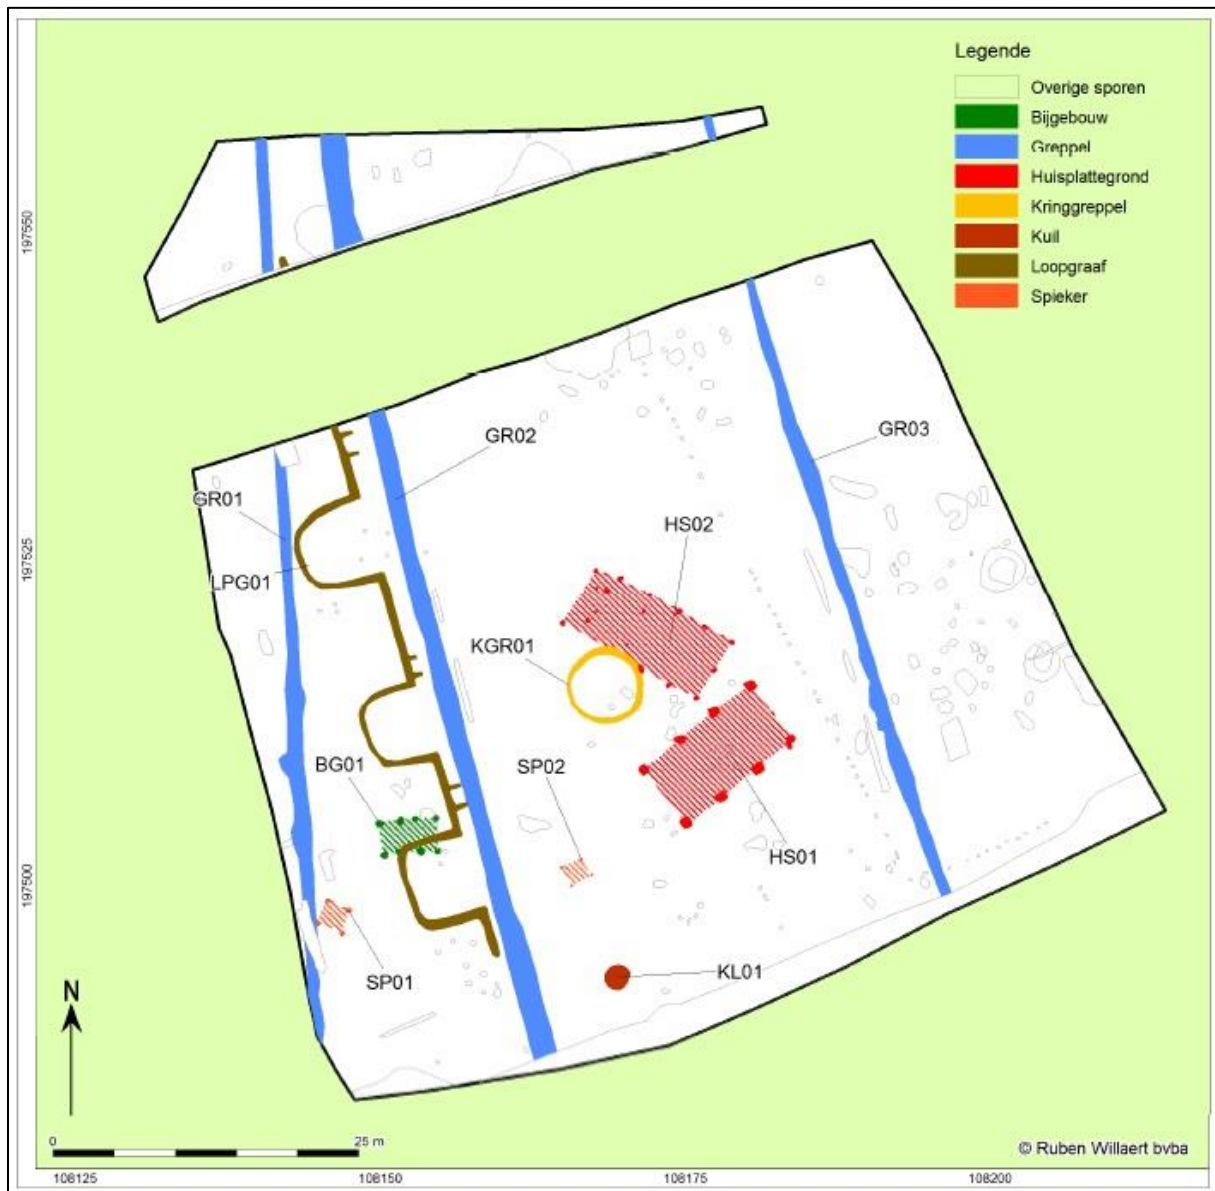 Legende
Overige sporen
Bijgebouw
Greppel
Huisplattegrond
Kringgreppel
Kuil
Loopgraaf
Spieker
197550
197525
197500
GR02
GR03
GR01
HS02
LPG01
KGR01
BG01
SP02
HS01
KL01
SP01
N
0 25 m
© Ruben Willaert bvba
108125 108150 108175 108200